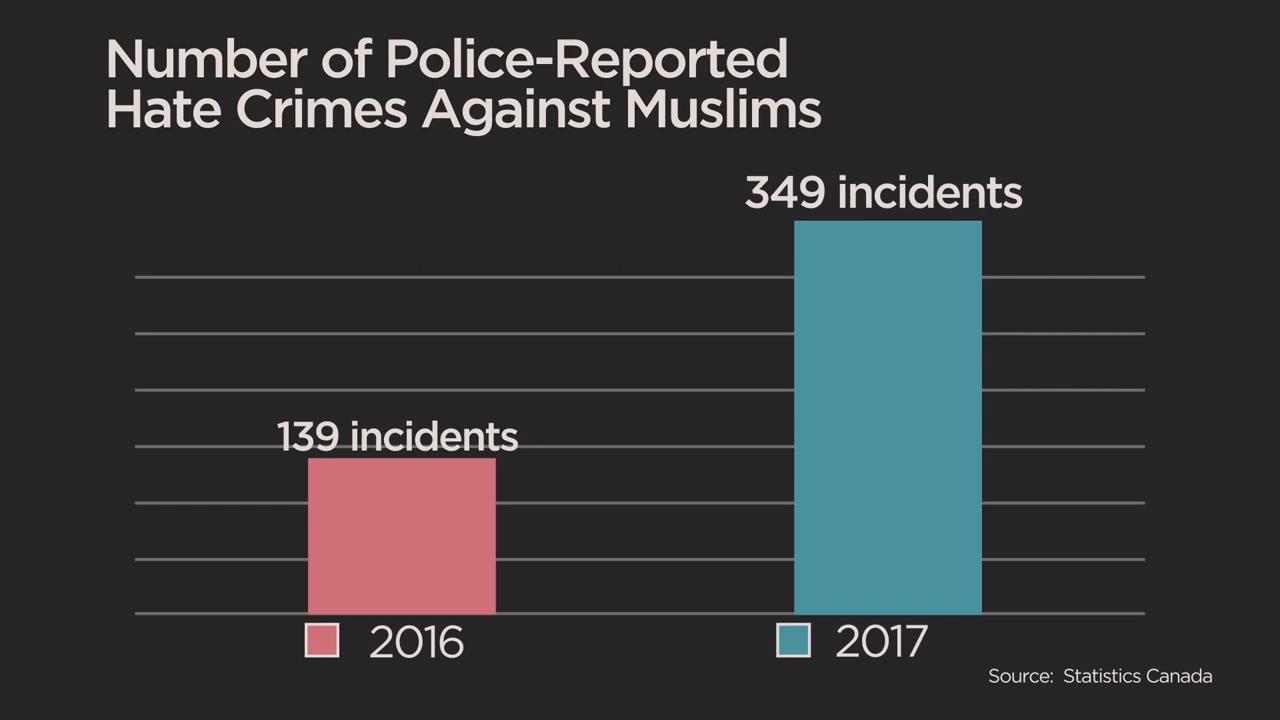 Number of Police-Reported
Hate Crimes Against Muslims
349 incidents
139 incidents
2016
2017
Source: Statistics Canada